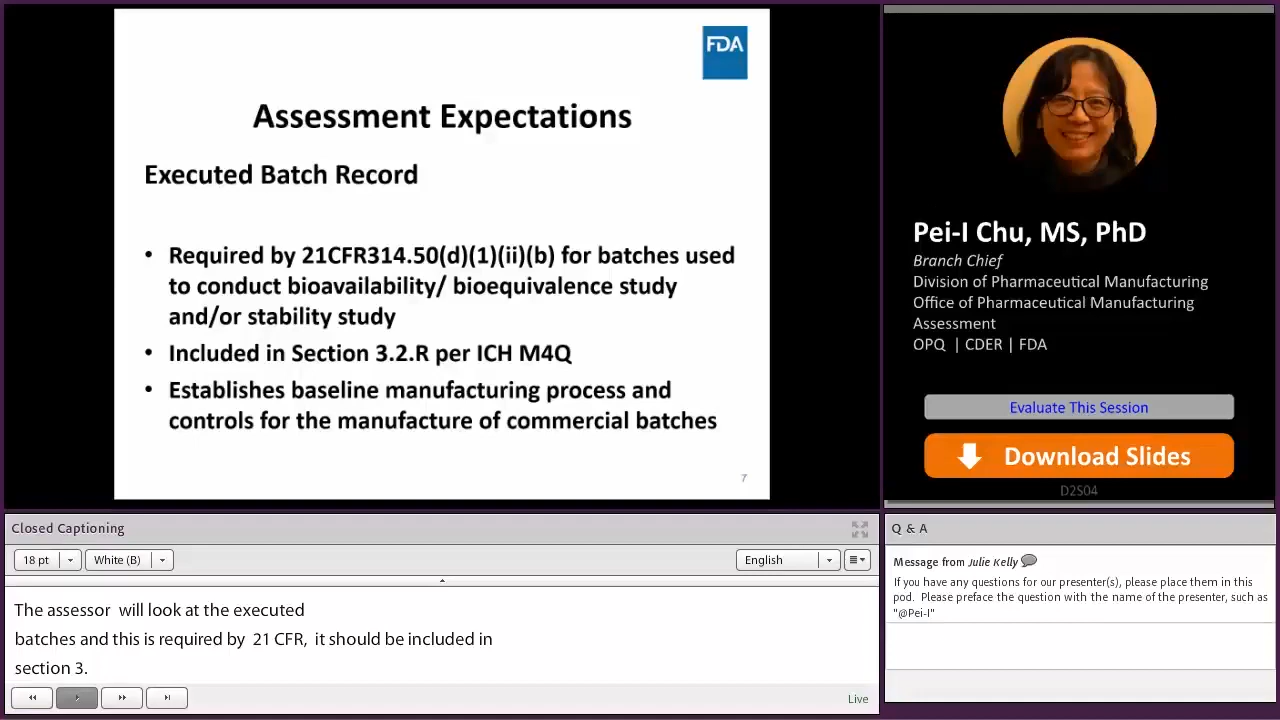 FDA
Assessment Expectations
Executed Batch Record
• Required by 21CFR314.50(d)(1)(ii)(b) for batches used
to conduct bioavailability/ bioequivalence study
and/or stability study
• Included in Section 3.2.R per ICH M4Q
• Establishes baseline manufacturing process and
controls for the manufacture of commercial batches
7
Pei-I Chu, MS, PhD
Branch Chief
Division of Pharmaceutical Manufacturing
Office of Pharmaceutical Manufacturing
Assessment
OPQ | CDER | FDA
Evaluate This Session
Download Slides
D2S04
Closed Captioning
18 pt
White (B)
English
The assessor will look at the executed
batches and this is required by 21 CFR, it should be included in
section 3.
Live
Q & A
Message from Julie Kelly
If you have any questions for our presenter(s), please place them in this
pod. Please preface the question with the name of the presenter, such as
"@Pei-I"